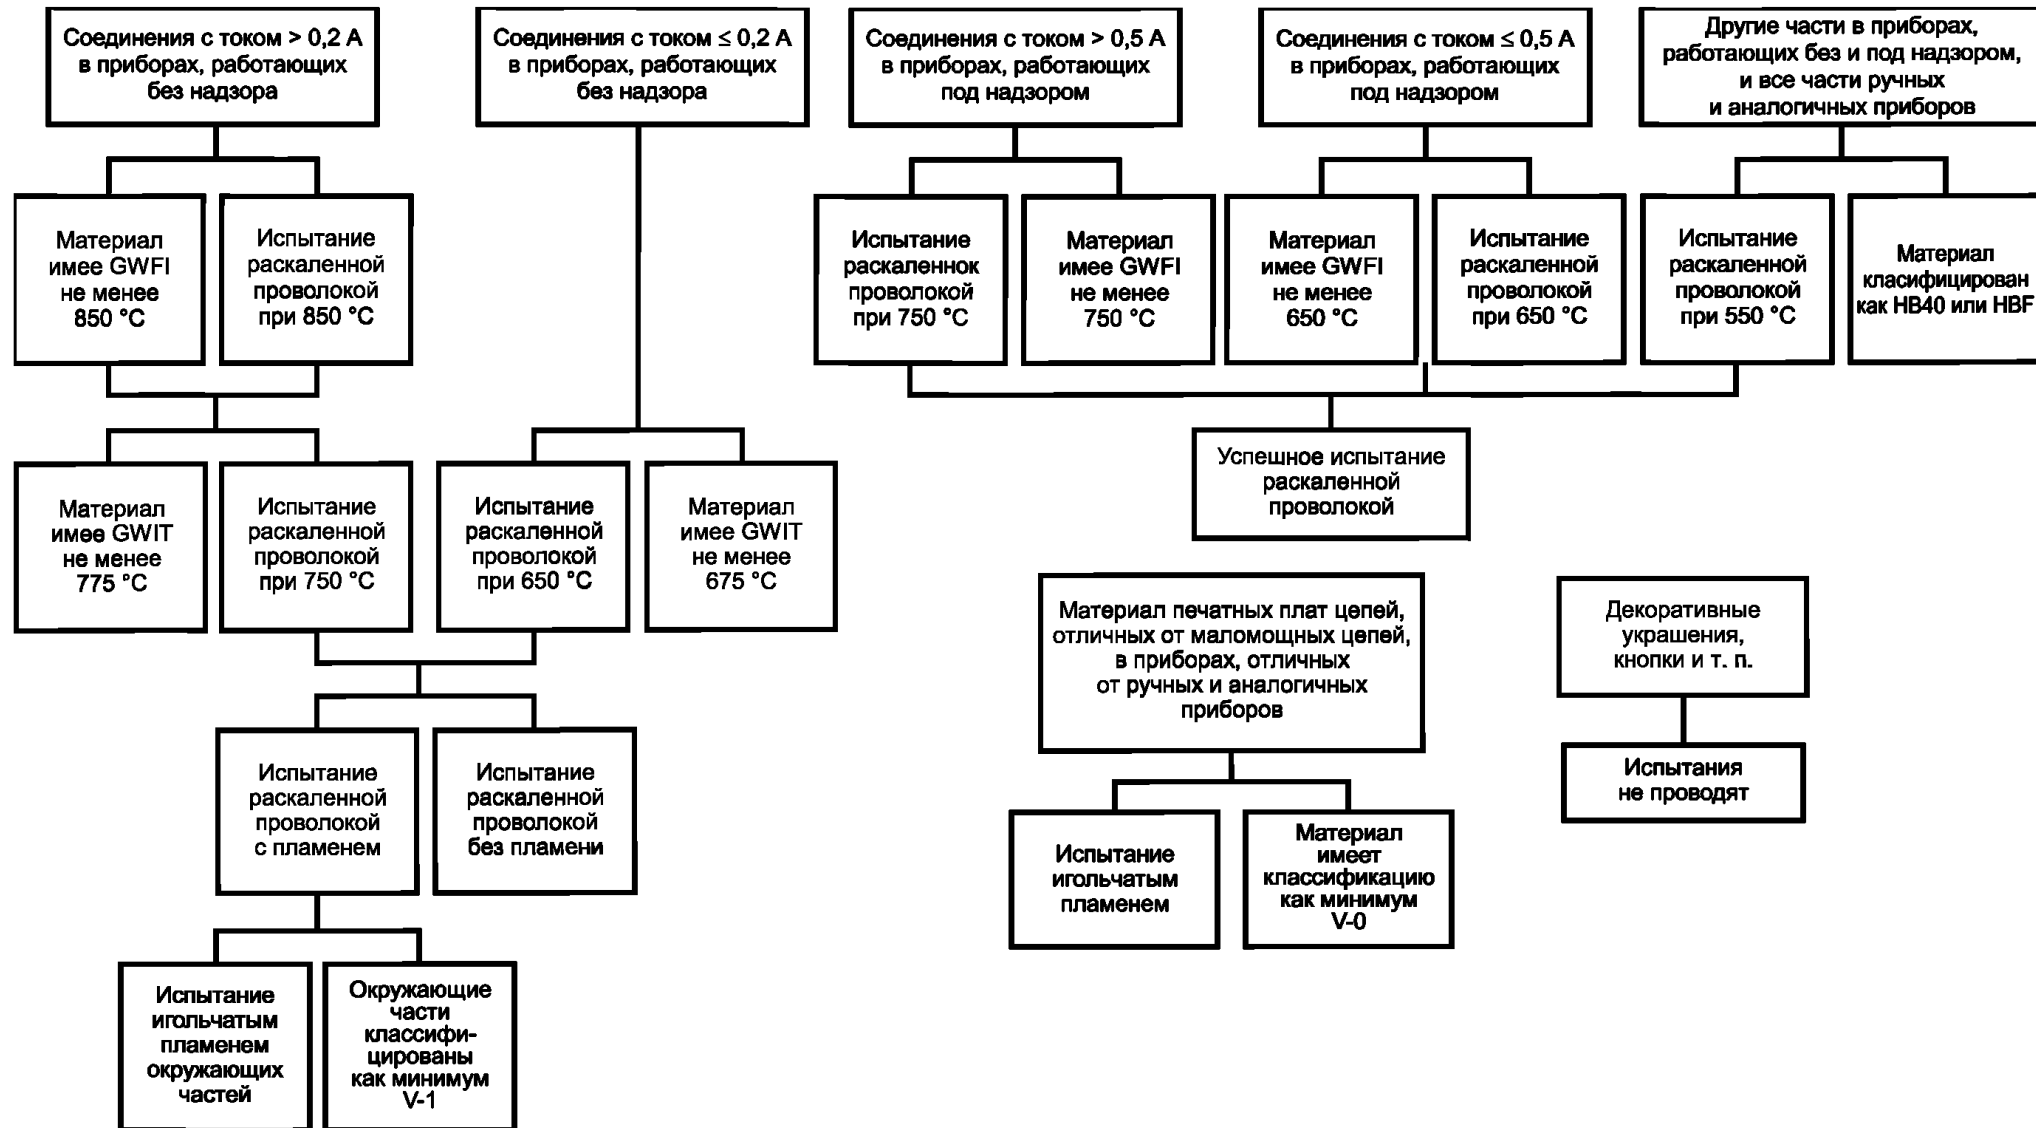 Соединения с током > 0,2 А
в приборах, работающих
без надзора
Соединения с током ≤ 0,2 А
в приборах, работающих
без надзора
Соединения с током > 0,5 А
в приборах, работающих
под надзором
Соединения с током ≤ 0,5 А
в приборах, работающих
под надзором
Другие части в приборах,
работающих без и под надзором,
и все части ручных
и аналогичных приборов
Материал
имее GWFI
не менее
850 °C
Испытание
раскаленной
проволокой
при 850 °C
Испытание
раскаленнок
проволокой
при 750 °C
Материал
имее GWFI
не менее
750 °C
Материал
имее GWFI
не менее
650 °C
Испытание
раскаленной
проволокой
при 650 °C
Испытание
раскаленной
проволокой
при 550 °C
Материал
класифицирован
как HB40 или HBF
Материал
имее GWIT
не менее
775 °C
Испытание
раскаленной
проволокой
при 750 °C
Испытание
раскаленной
проволокой
при 650 °C
Материал
имее GWIT
не менее
675 °C
Успешное испытание
раскаленной
проволокой
Материал печатных плат цепей,
отличных от маломощных цепей,
в приборах, отличных
от ручных и аналогичных
приборов
Декоративные
украшения,
кнопки и т. п.
Испытание
раскаленной
проволокой
с пламенем
Испытание
раскаленной
проволокой
без пламени
Испытания
не проводят
Испытание
игольчатым
пламенем
Материал
имеет
классификацию
как минимум
V-0
Испытание
игольчатым
пламенем
окружающих
частей
Окружающие
части
классифи-
цированы
как минимум
V-1